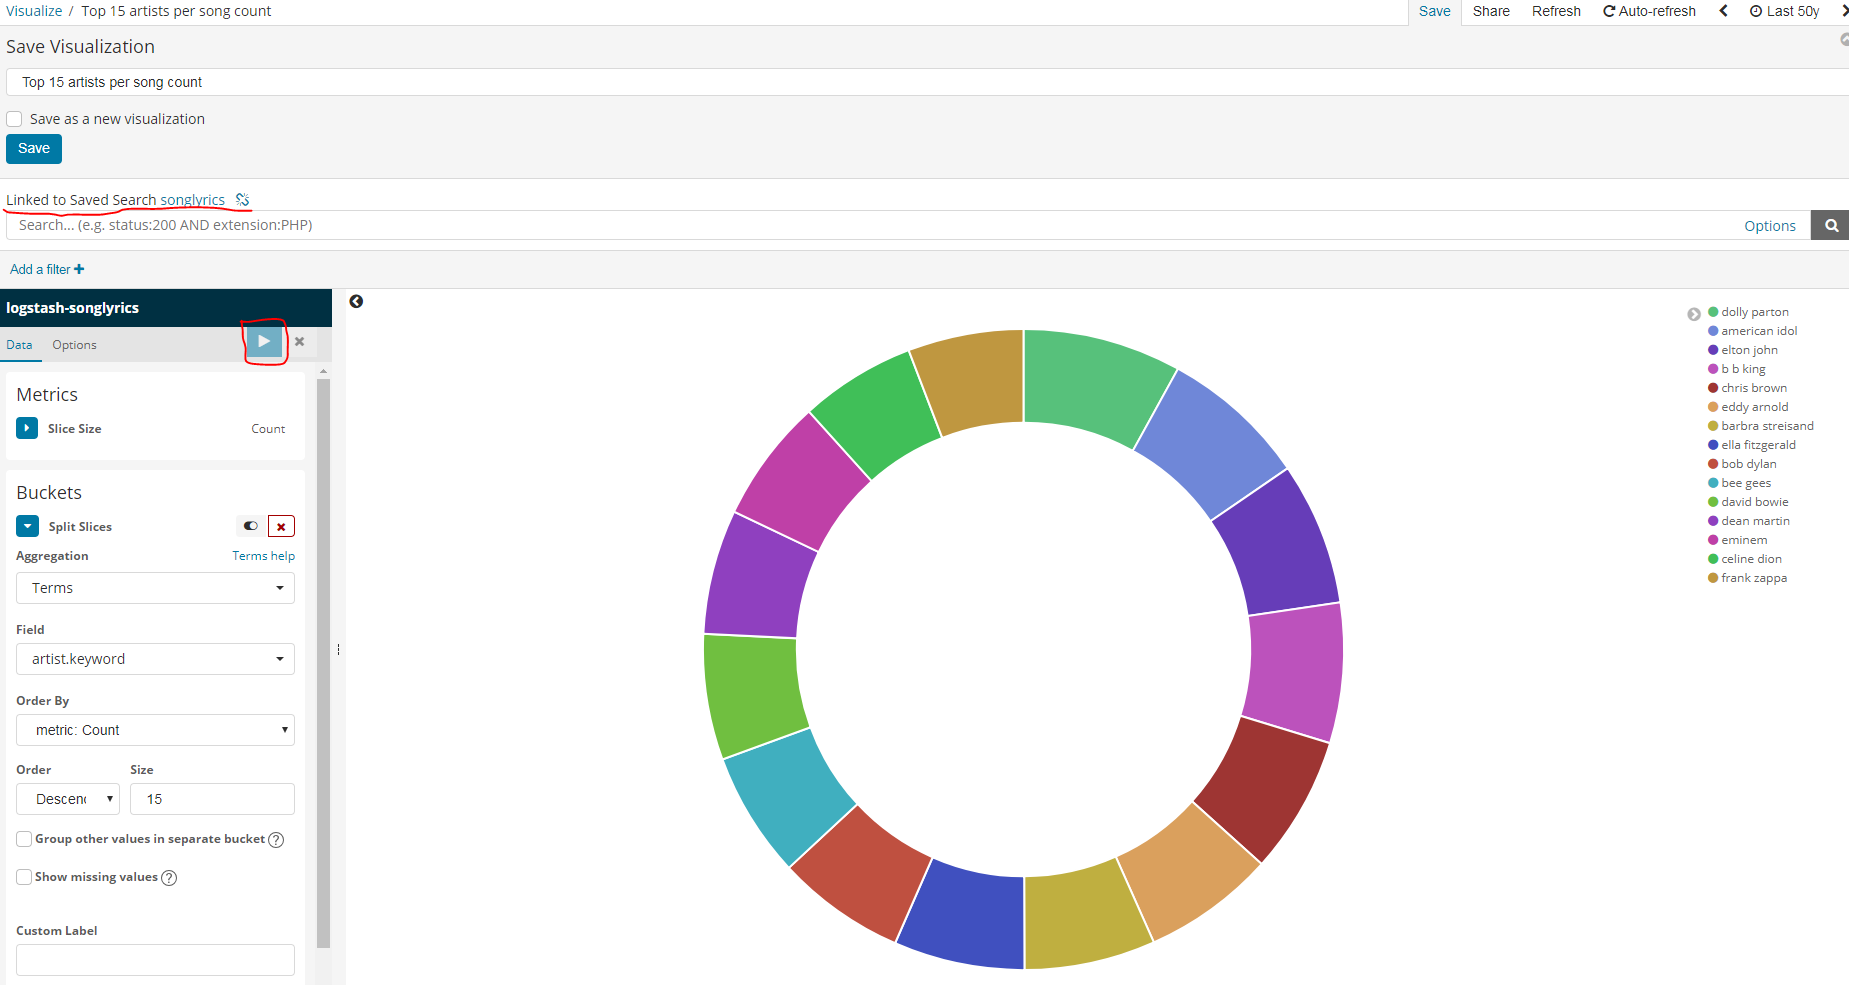 Visualize / Top 15 artists per song count
Save Share Refresh Auto-refresh Last 50y
Save Visualization
Top 15 artists per song count
Save as a new visualization
Save
Linked to Saved Search songlyrics
Search... (e.g. status:200 AND extension:PHP)
Options
Add a filter
logstash-songlyrics
Data Options
Metrics
Slice Size Count
Buckets
Split Slices
Aggregation Terms help
Terms
Field
artist.keyword
Order By
metric: Count
Order Size
Descen 15
Group other values in separate bucket ?
Show missing values ?
Custom Label
dolly parton
american idol
elton john
b b king
chris brown
eddy arnold
barbra streisand
ella fitzgerald
bob dylan
bee gees
david bowie
dean martin
eminem
celine dion
frank zappa